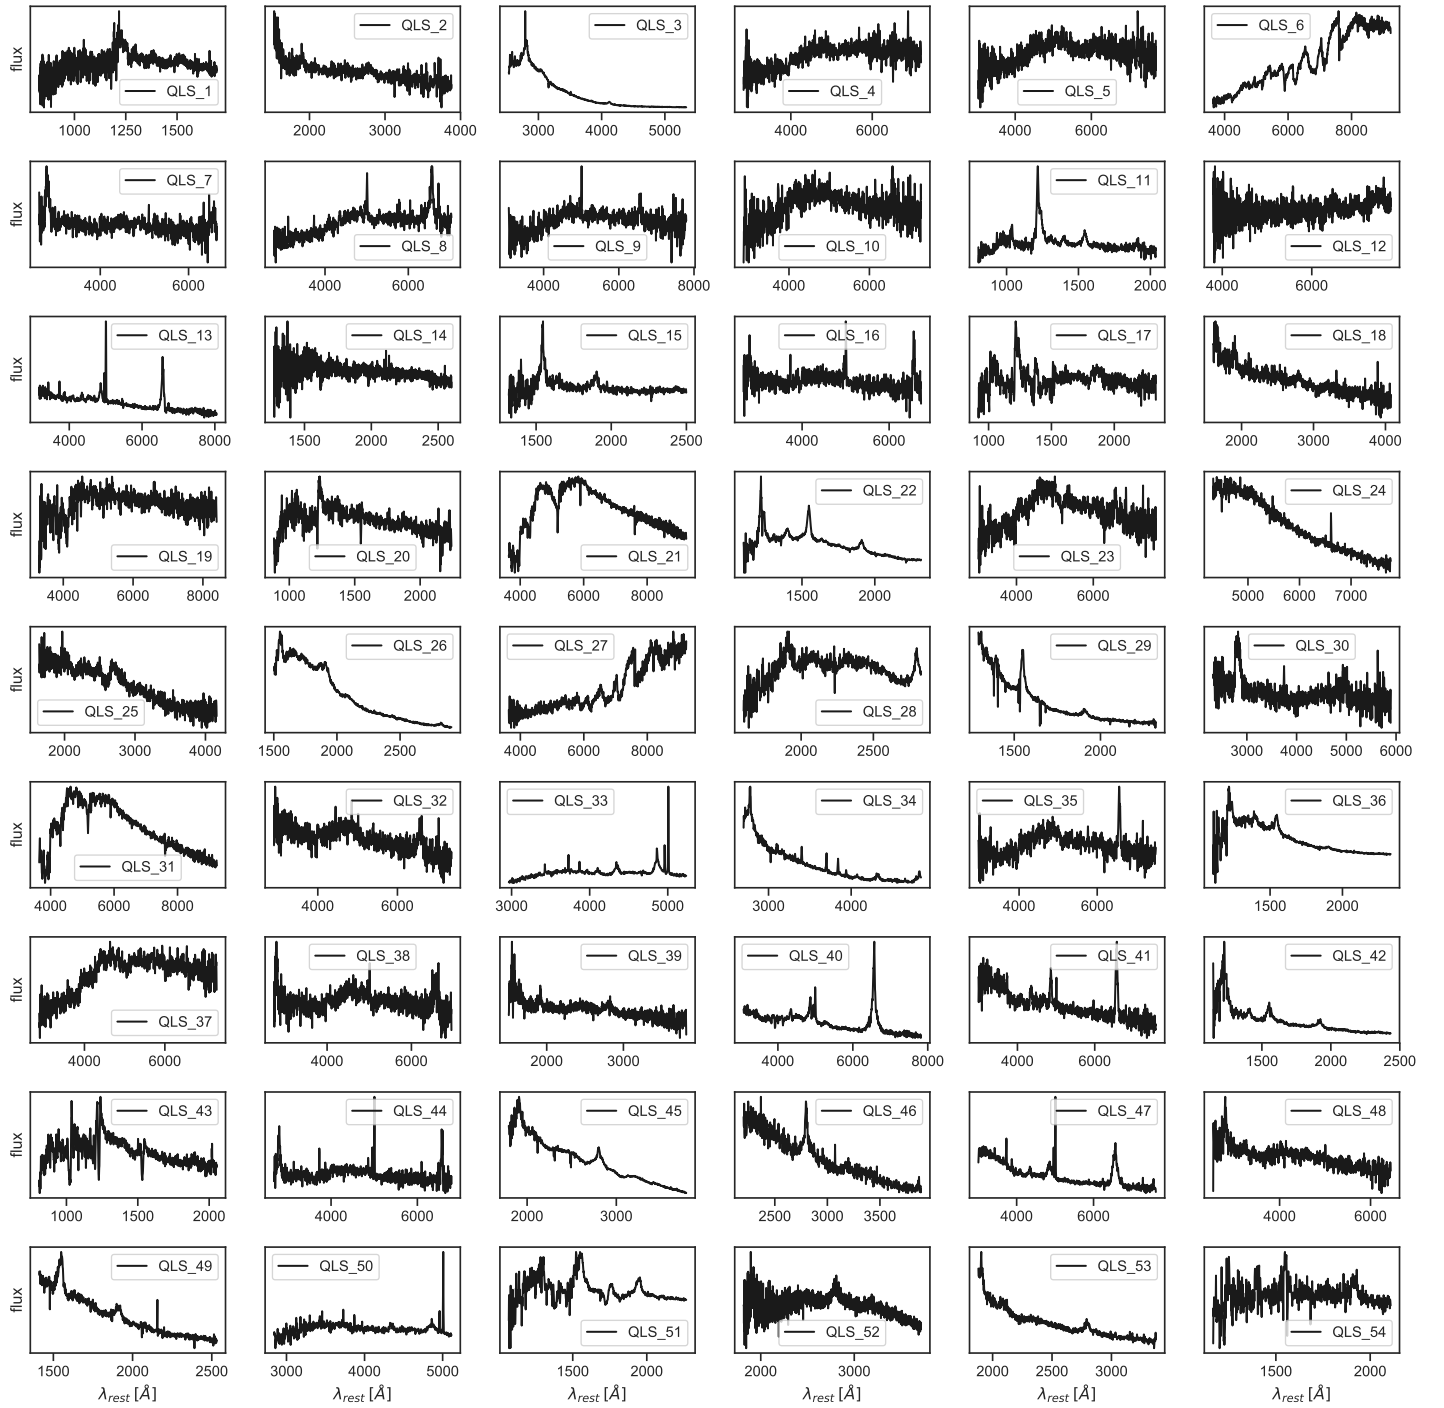 flux QLS_1 QLS_2 QLS_3 QLS_4 QLS_5 QLS_6
1000 1250 1500 2000 3000 4000 3000 4000 5000 4000 6000 4000 6000 4000 6000 8000
flux QLS_7 QLS_8 QLS_9 QLS_10 QLS_11 QLS_12
4000 6000 4000 6000 4000 6000 8000 4000 6000 1000 1500 2000 4000 6000
flux QLS_13 QLS_14 QLS_15 QLS_16 QLS_17 QLS_18
4000 6000 8000 1500 2000 2500 1500 2000 2500 4000 6000 1000 1500 2000 2000 3000 4000
flux QLS_19 QLS_20 QLS_21 QLS_22 QLS_23 QLS_24
4000 6000 8000 1000 1500 2000 4000 6000 8000 1500 2000 4000 6000 5000 6000 7000
flux QLS_25 QLS_26 QLS_27 QLS_28 QLS_29 QLS_30
2000 3000 4000 1500 2000 2500 4000 6000 8000 2000 2500 1500 2000 3000 4000 5000 6000
flux QLS_31 QLS_32 QLS_33 QLS_34 QLS_35 QLS_36
4000 6000 8000 4000 6000 3000 4000 5000 3000 4000 4000 6000 1500 2000
flux QLS_37 QLS_38 QLS_39 QLS_40 QLS_41 QLS_42
4000 6000 4000 6000 2000 3000 4000 6000 8000 4000 6000 1500 2000 2500
flux QLS_43 QLS_44 QLS_45 QLS_46 QLS_47 QLS_48
1000 1500 2000 4000 6000 2000 3000 2500 3000 3500 4000 6000 4000 6000
flux QLS_49 QLS_50 QLS_51 QLS_52 QLS_53 QLS_54
1500 2000 2500 3000 4000 5000 1500 2000 2000 3000 2000 2500 3000 1500 2000
λrest [Å] λrest [Å] λrest [Å] λrest [Å] λrest [Å] λrest [Å]